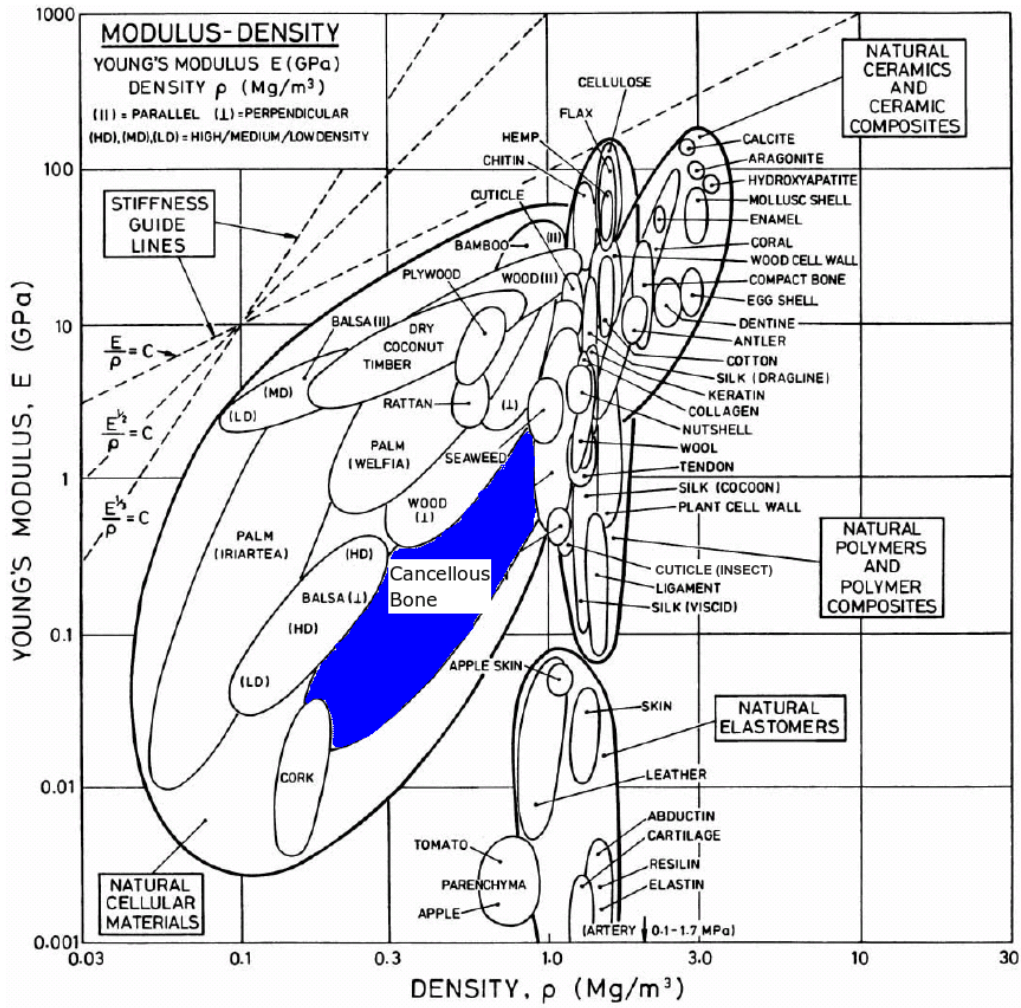 MODULUS-DENSITY
YOUNG'S MODULUS E (GPa)
DENSITY ρ (Mg/m³)
(II) = PARALLEL (⊥) = PERPENDICULAR
(HD),(MD),(LD) = HIGH/MEDIUM/LOW DENSITY
STIFFNESS
GUIDE
LINES
E/ρ = C
E^½/ρ = C
E^⅓/ρ = C
NATURAL
CERAMICS
AND
CERAMIC
COMPOSITES
CELLULOSE
FLAX
HEMP
CHITIN
CUTICLE
BAMBOO
(II)
PLYWOOD
WOOD (II)
BALSA (II)
DRY
COCONUT
TIMBER
(MD)
(LD)
RATTAN
(⊥)
PALM
(WELFIA)
SEAWEED
WOOD
(⊥)
PALM
(IRIARTEA)
(HD)
BALSA (⊥)
(HD)
(LD)
Cancellous
Bone
CORK
NATURAL
CELLULAR
MATERIALS
CALCITE
ARAGONITE
HYDROXYAPATITE
MOLLUSC SHELL
ENAMEL
CORAL
WOOD CELL WALL
COMPACT BONE
EGG SHELL
DENTINE
ANTLER
COTTON
SILK (DRAGLINE)
KERATIN
COLLAGEN
NUTSHELL
WOOL
TENDON
SILK (COCOON)
PLANT CELL WALL
CUTICLE (INSECT)
LIGAMENT
SILK (VISCID)
NATURAL
POLYMERS
AND
POLYMER
COMPOSITES
APPLE SKIN
SKIN
NATURAL
ELASTOMERS
LEATHER
TOMATO
PARENCHYMA
APPLE
ABDUCTIN
CARTILAGE
RESILIN
ELASTIN
(ARTERY ↓ 0.1-1.7 MPa)
1000
100
10
1
0.1
0.01
0.001
YOUNG'S MODULUS, E (GPa)
0.03
0.1
0.3
1.0
3.0
10
30
DENSITY, ρ (Mg/m³)